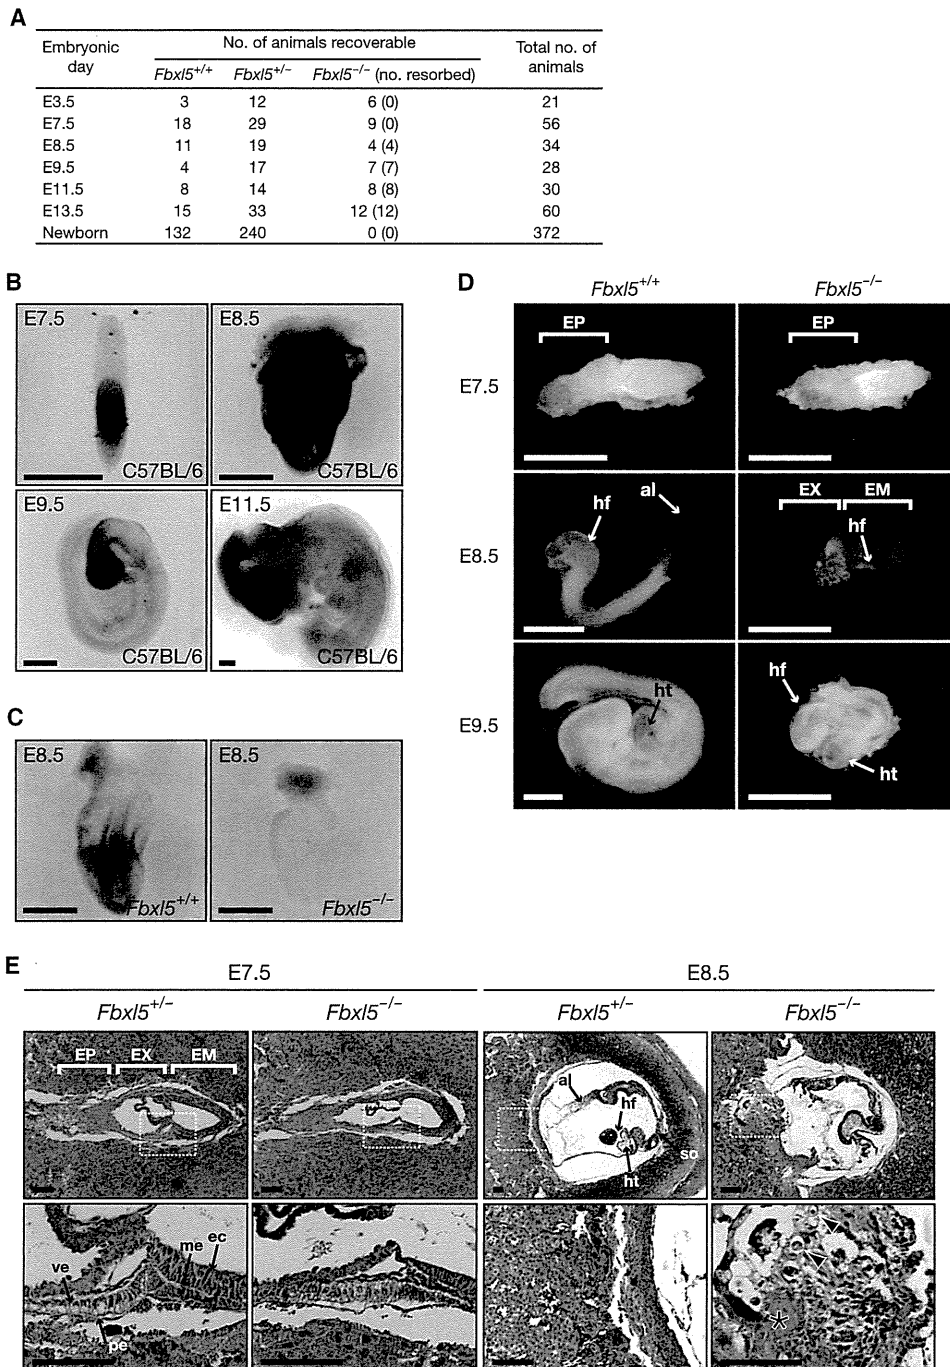 A
Embryonic day No. of animals recoverable Total no. of animals
Fbxl5+/+ Fbxl5+/− Fbxl5−/− (no. resorbed)
E3.5 3 12 6 (0) 21
E7.5 18 29 9 (0) 56
E8.5 11 19 4 (4) 34
E9.5 4 17 7 (7) 28
E11.5 8 14 8 (8) 30
E13.5 15 33 12 (12) 60
Newborn 132 240 0 (0) 372
B
E7.5 E8.5
C57BL/6 C57BL/6
E9.5 E11.5
C57BL/6 C57BL/6
C
E8.5 E8.5
Fbxl5+/+ Fbxl5−/−
D
Fbxl5+/+ Fbxl5−/−
EP EP
E7.5
al EX EM
hf hf
E8.5
ht hf
E9.5
ht
E
E7.5 E8.5
Fbxl5+/− Fbxl5−/− Fbxl5+/− Fbxl5−/−
EP EX EM
al
hf
so
ht
me ec
ve
pe
*